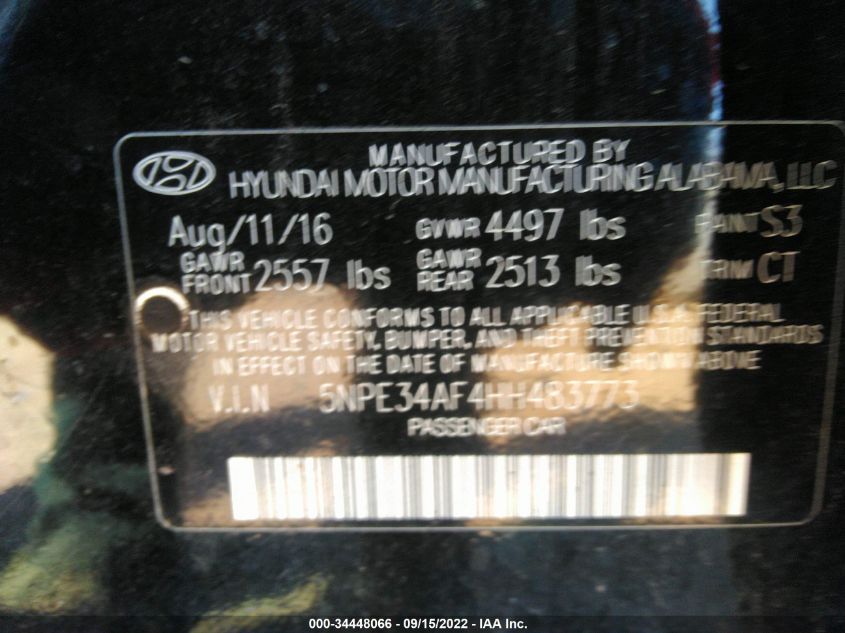 MANUFACTURED BY
HYUNDAI MOTOR MANUFACTURING ALABAMA, LLC
Aug/11/16 GVWR 4497 lbs PAINT S3
GAWR FRONT 2557 lbs GAWR REAR 2513 lbs TRIM CT
THIS VEHICLE CONFORMS TO ALL APPLICABLE U.S.A. FEDERAL
MOTOR VEHICLE SAFETY, BUMPER, AND THEFT PREVENTION STANDARDS
IN EFFECT ON THE DATE OF MANUFACTURE SHOWN ABOVE
V.I.N 5NPE34AF4HH483773
PASSENGER CAR
000-34448066 - 09/15/2022 - IAA Inc.